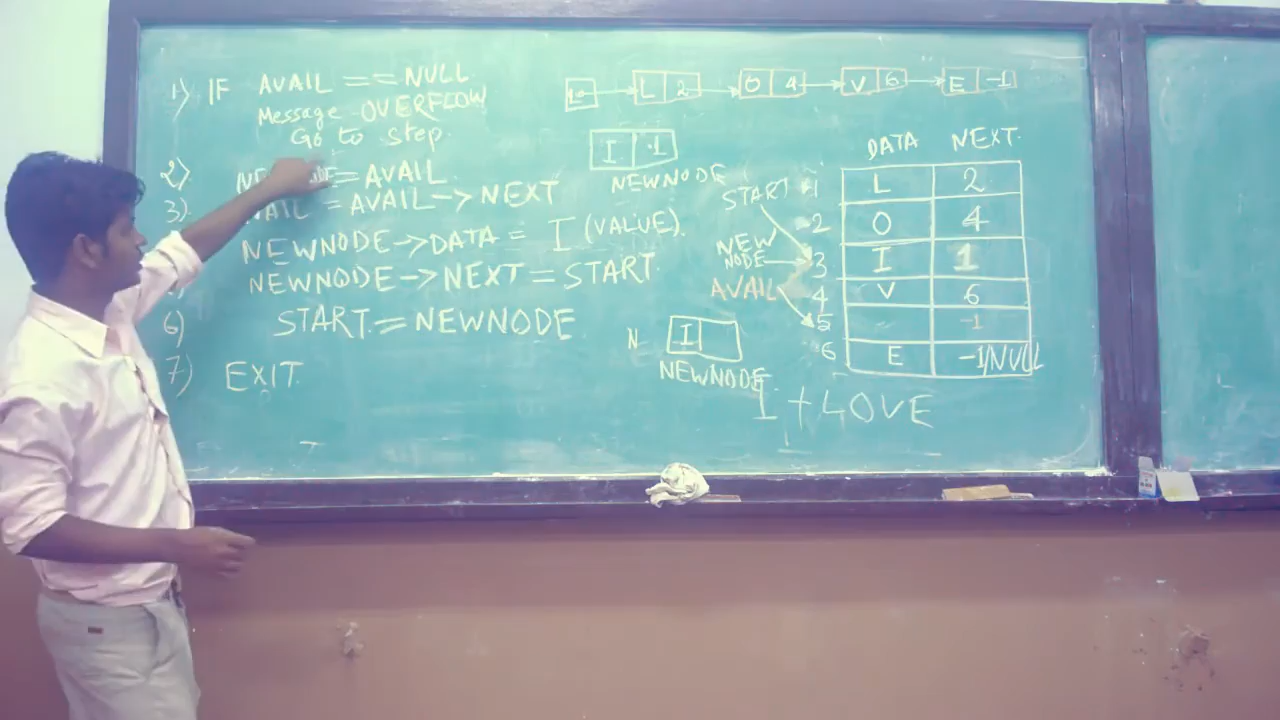 1) IF AVAIL == NULL
Message OVERFLOW
Go to step.
2) = AVAIL
3) = AVAIL -> NEXT
NEWNODE -> DATA = I (VALUE).
NEWNODE -> NEXT = START.
6) START = NEWNODE
7) EXIT
L 2 O 4 V 6 E -1
I 1
NEWNODE
I
NEWNODE
DATA NEXT
START 1 L 2
2 O 4
NEW NODE 3 I 1
AVAIL 4 V 6
5 -1
6 E -1/NULL
I + LOVE